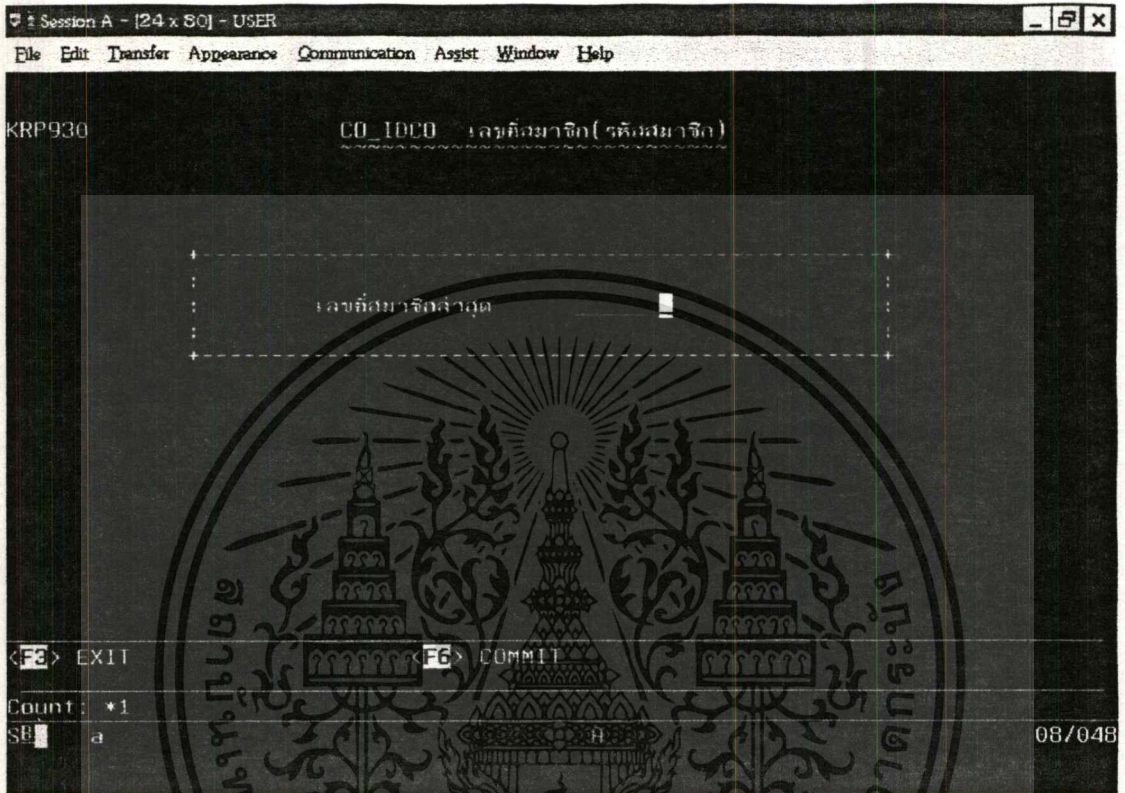 Session A - [24 x 80] - USER
File Edit Transfer Appearance Communication Assist Window Help
KRP930 CO_IDCO เลขที่สมาชิก(รหัสสมาชิก)
เลขที่สมาชิกล่าสุด
<F3> EXIT <F6> COMMIT
Count: *1
SB a A 08/048